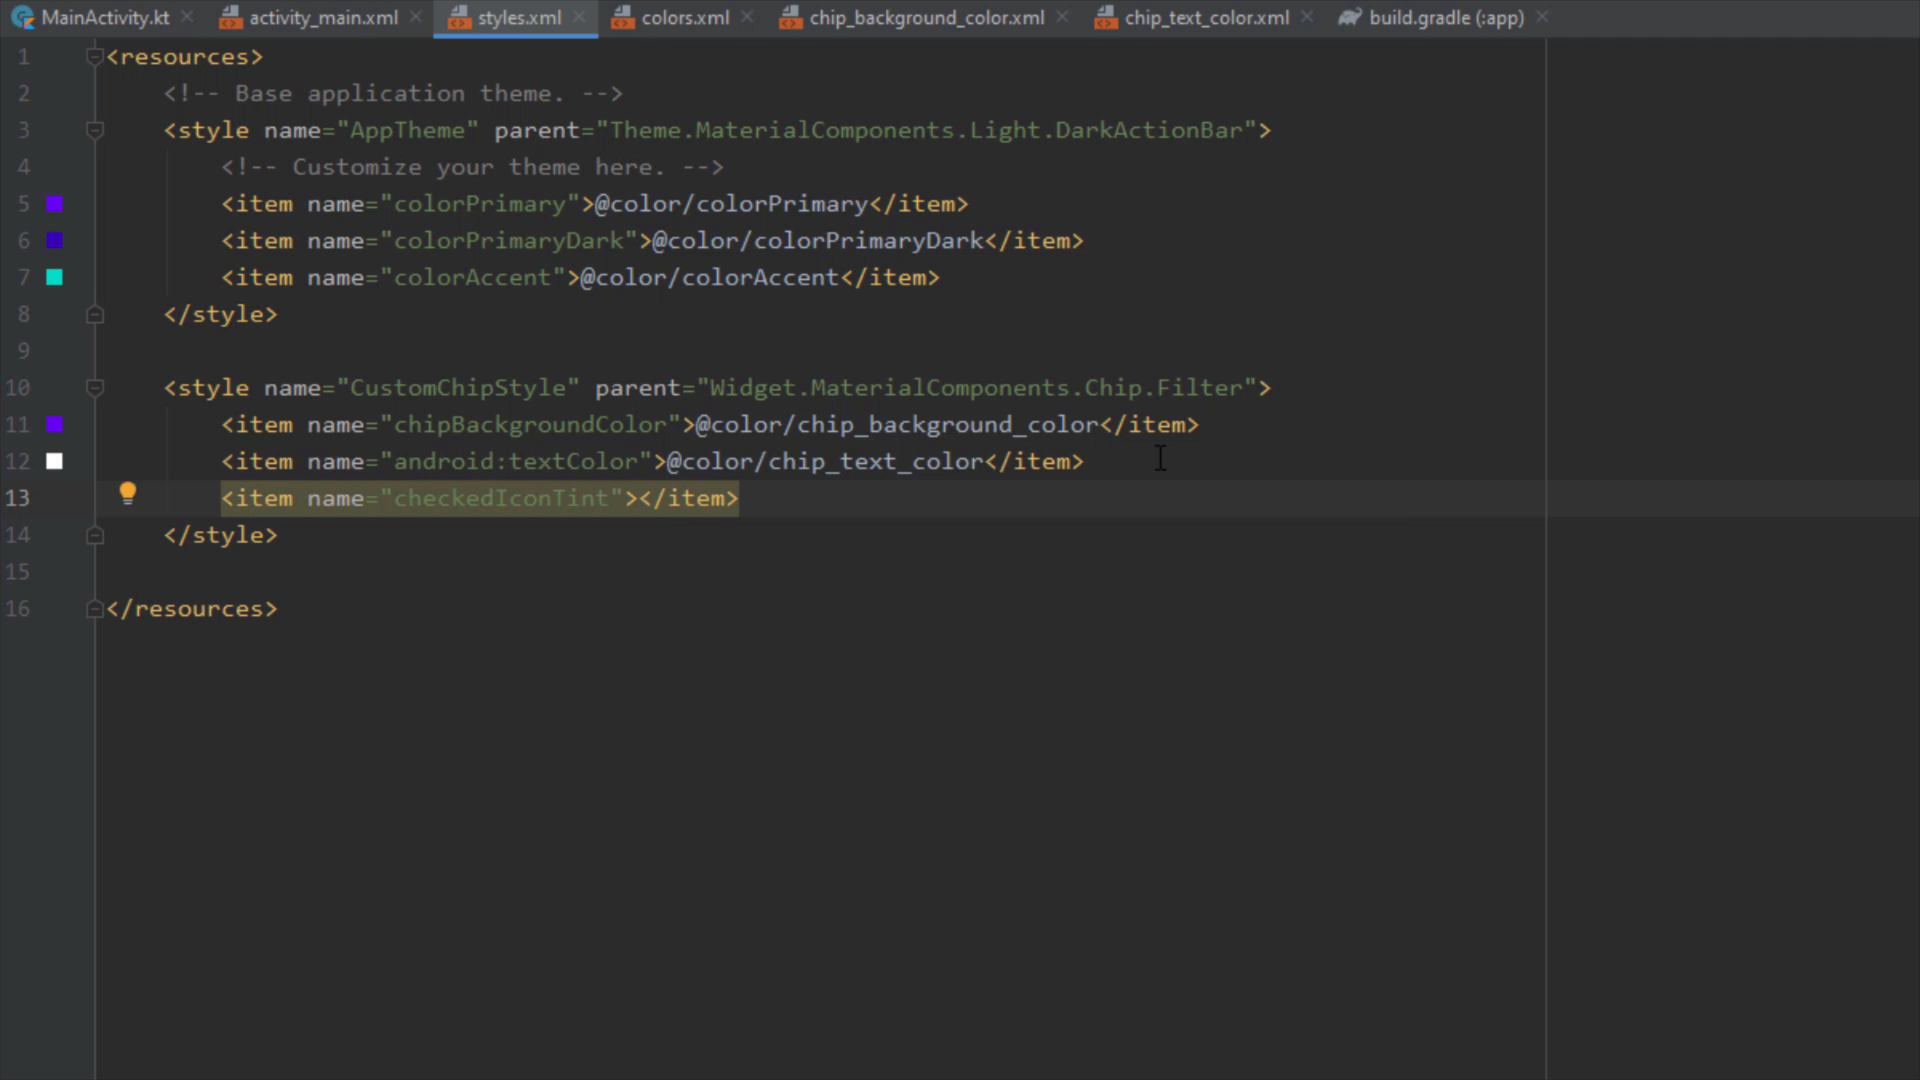 MainActivity.kt activity_main.xml styles.xml colors.xml chip_background_color.xml chip_text_color.xml build.gradle (:app)
1 <resources>
2 <!-- Base application theme. -->
3 <style name="AppTheme" parent="Theme.MaterialComponents.Light.DarkActionBar">
4 <!-- Customize your theme here. -->
5 <item name="colorPrimary">@color/colorPrimary</item>
6 <item name="colorPrimaryDark">@color/colorPrimaryDark</item>
7 <item name="colorAccent">@color/colorAccent</item>
8 </style>
9
10 <style name="CustomChipStyle" parent="Widget.MaterialComponents.Chip.Filter">
11 <item name="chipBackgroundColor">@color/chip_background_color</item>
12 <item name="android:textColor">@color/chip_text_color</item>
13 <item name="checkedIconTint"></item>
14 </style>
15
16 </resources>